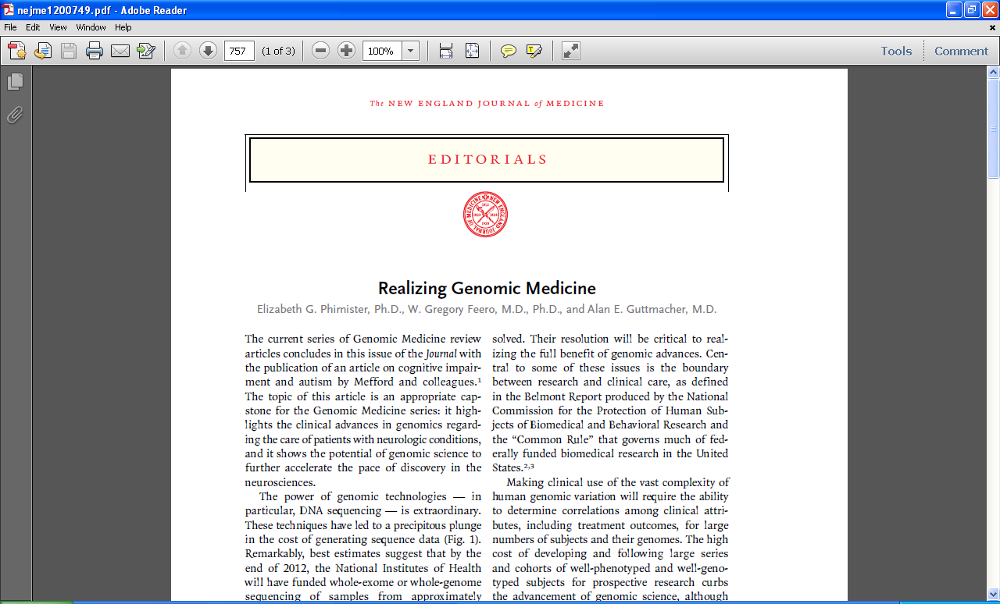 nejme1200749.pdf - Adobe Reader
File Edit View Window Help
757 (1 of 3) 100% Tools Comment
The NEW ENGLAND JOURNAL of MEDICINE
EDITORIALS
Realizing Genomic Medicine
Elizabeth G. Phimister, Ph.D., W. Gregory Feero, M.D., Ph.D., and Alan E. Guttmacher, M.D.
The current series of Genomic Medicine review
articles concludes in this issue of the Journal with
the publication of an article on cognitive impair-
ment and autism by Mefford and colleagues.¹
The topic of this article is an appropriate cap-
stone for the Genomic Medicine series: it high-
lights the clinical advances in genomics regard-
ing the care of patients with neurologic conditions,
and it shows the potential of genomic science to
further accelerate the pace of discovery in the
neurosciences.
The power of genomic technologies — in
particular, DNA sequencing — is extraordinary.
These techniques have led to a precipitous plunge
in the cost of generating sequence data (Fig. 1).
Remarkably, best estimates suggest that by the
end of 2012, the National Institutes of Health
will have funded whole-exome or whole-genome
sequencing of samples from approximately
solved. Their resolution will be critical to real-
izing the full benefit of genomic advances. Cen-
tral to some of these issues is the boundary
between research and clinical care, as defined
in the Belmont Report produced by the National
Commission for the Protection of Human Sub-
jects of Biomedical and Behavioral Research and
the “Common Rule” that governs much of fed-
erally funded biomedical research in the United
States.²,³
Making clinical use of the vast complexity of
human genomic variation will require the ability
to determine correlations among clinical attri-
butes, including treatment outcomes, for large
numbers of subjects and their genomes. The high
cost of developing and following large series
and cohorts of well-phenotyped and well-geno-
typed subjects for prospective research curbs
the advancement of genomic science, although